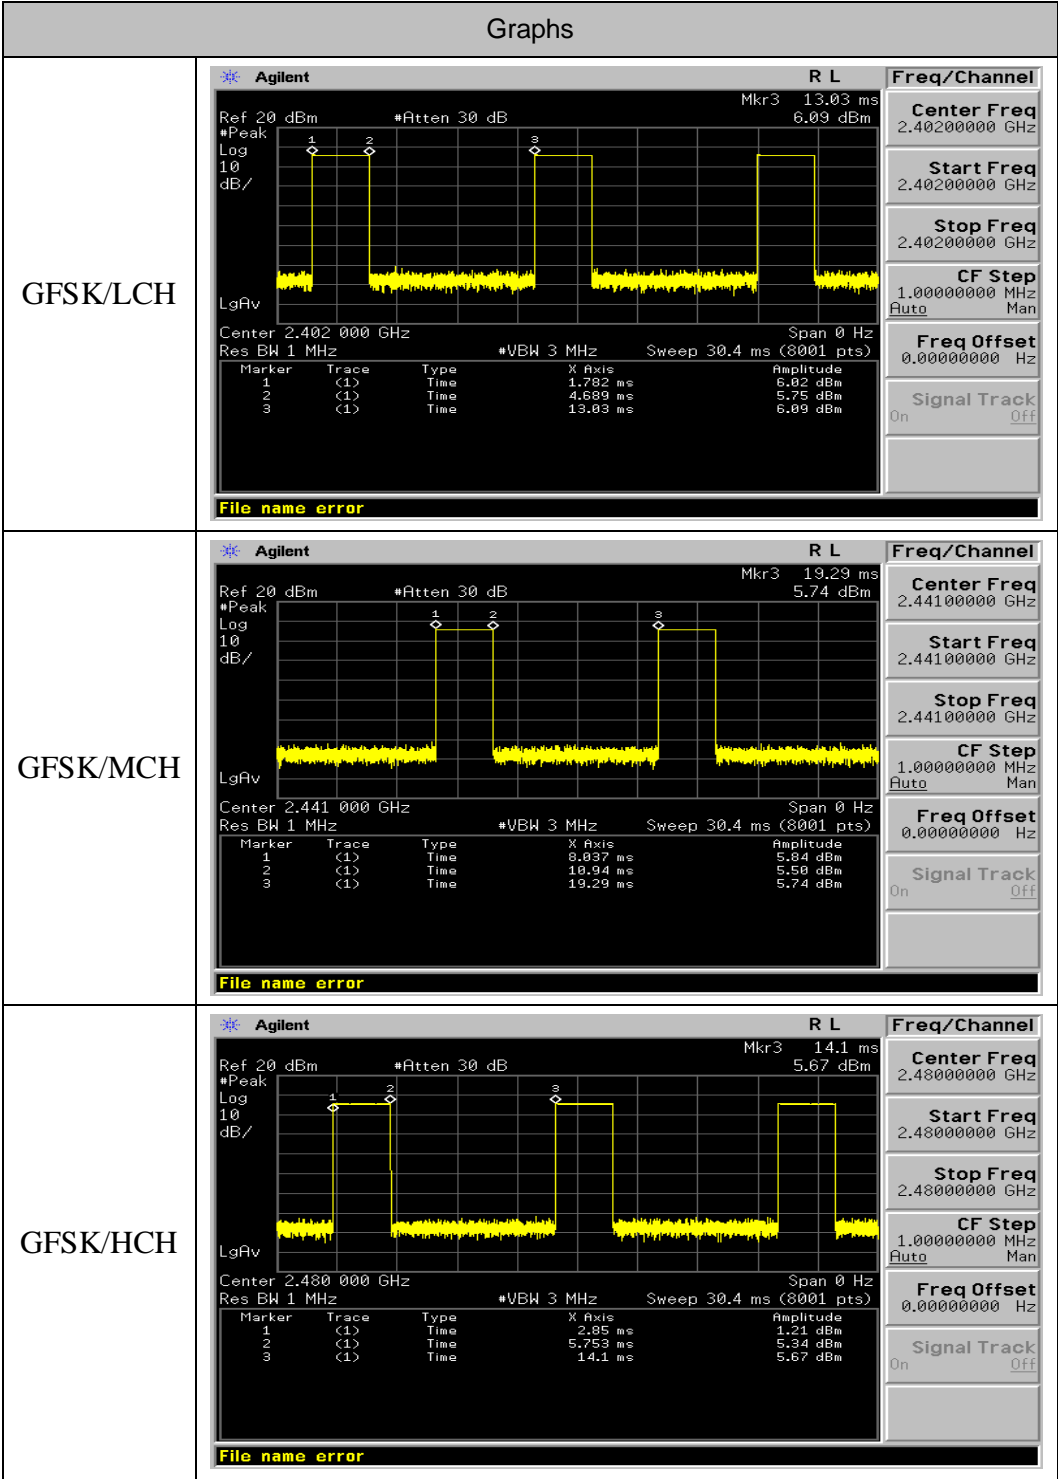 Graphs
GFSK/LCH
Agilent R L Freq/Channel
Mkr3 13.03 ms
Ref 20 dBm #Atten 30 dB 6.09 dBm
#Peak
Log
10
dB/
1 2 3
LgAv
Center 2.402 000 GHz Span 0 Hz
Res BW 1 MHz #VBW 3 MHz Sweep 30.4 ms (8001 pts)
Marker Trace Type X Axis Amplitude
1 (1) Time 1.782 ms 6.02 dBm
2 (1) Time 4.689 ms 5.75 dBm
3 (1) Time 13.03 ms 6.09 dBm
File name error
Center Freq
2.40200000 GHz
Start Freq
2.40200000 GHz
Stop Freq
2.40200000 GHz
CF Step
1.00000000 MHz
Auto Man
Freq Offset
0.00000000 Hz
Signal Track
On Off
GFSK/MCH
Agilent R L Freq/Channel
Mkr3 19.29 ms
Ref 20 dBm #Atten 30 dB 5.74 dBm
#Peak
Log
10
dB/
1 2 3
LgAv
Center 2.441 000 GHz Span 0 Hz
Res BW 1 MHz #VBW 3 MHz Sweep 30.4 ms (8001 pts)
Marker Trace Type X Axis Amplitude
1 (1) Time 8.037 ms 5.84 dBm
2 (1) Time 10.94 ms 5.50 dBm
3 (1) Time 19.29 ms 5.74 dBm
File name error
Center Freq
2.44100000 GHz
Start Freq
2.44100000 GHz
Stop Freq
2.44100000 GHz
CF Step
1.00000000 MHz
Auto Man
Freq Offset
0.00000000 Hz
Signal Track
On Off
GFSK/HCH
Agilent R L Freq/Channel
Mkr3 14.1 ms
Ref 20 dBm #Atten 30 dB 5.67 dBm
#Peak
Log
10
dB/
1 2 3
LgAv
Center 2.480 000 GHz Span 0 Hz
Res BW 1 MHz #VBW 3 MHz Sweep 30.4 ms (8001 pts)
Marker Trace Type X Axis Amplitude
1 (1) Time 2.85 ms 1.21 dBm
2 (1) Time 5.753 ms 5.34 dBm
3 (1) Time 14.1 ms 5.67 dBm
File name error
Center Freq
2.48000000 GHz
Start Freq
2.48000000 GHz
Stop Freq
2.48000000 GHz
CF Step
1.00000000 MHz
Auto Man
Freq Offset
0.00000000 Hz
Signal Track
On Off